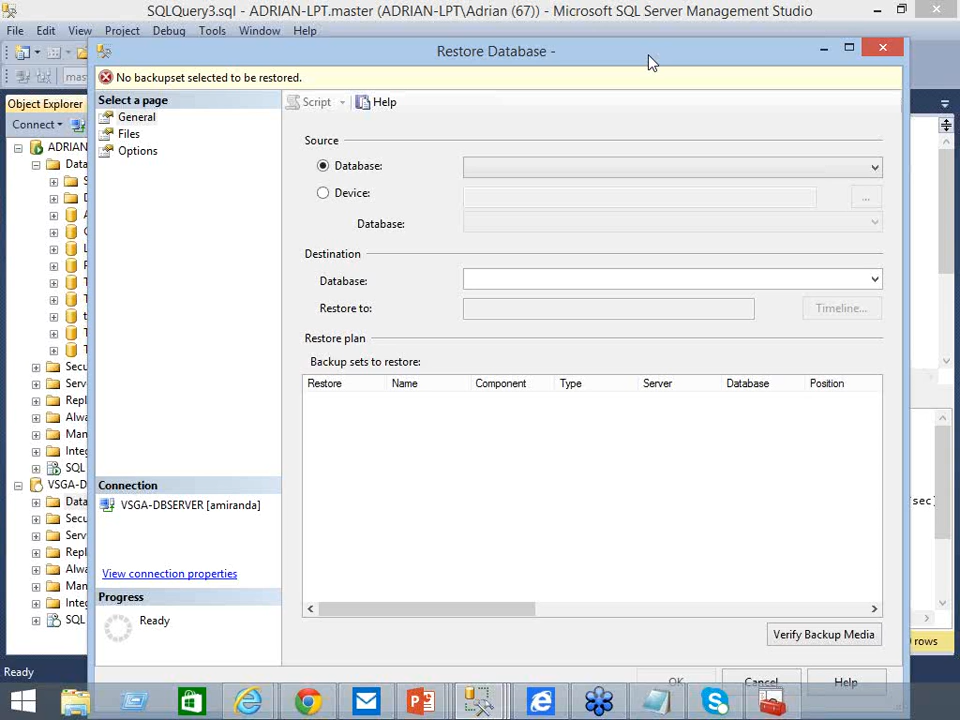 SQLQuery3.sql - ADRIAN-LPT.master (ADRIAN-LPT\Adrian (67)) - Microsoft SQL Server Management Studio
File Edit View Project Debug Tools Window Help
Restore Database -
No backupset selected to be restored.
Object Explorer
Connect
ADRIAN
Data
Secu
Serve
Repl
Alwa
Man
Integ
SQL
VSGA-D
Data
Secu
Serve
Repl
Alwa
Man
Integ
SQL
Select a page
General
Files
Options
Connection
VSGA-DBSERVER [amiranda]
View connection properties
Progress
Ready
Script Help
Source
Database:
Device:
...
Database:
Destination
Database:
Restore to:
Timeline...
Restore plan
Backup sets to restore:
Restore Name Component Type Server Database Position
Verify Backup Media
OK Cancel Help
sec]
rows
Ready